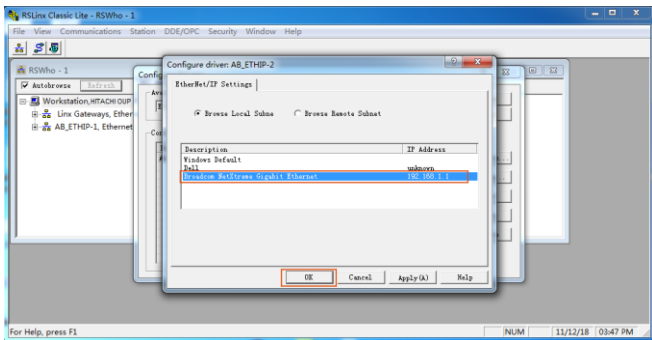 RSLinx Classic Lite - RSWho - 1
File View Communications Station DDE/OPC Security Window Help
RSWho - 1
Autobrowse Refresh
Workstation, HITACHI OUP
Linx Gateways, Ether
AB_ETHIP-1, Ethernet
Config
Configure driver: AB_ETHIP-2
EtherNet/IP Settings
Browse Local Subne Browse Remote Subnet
Description IP Address
Windows Default
Dell unknown
Broadcom NetXtreme Gigabit Ethernet 192.168.1.1
OK Cancel Apply(A) Help
For Help, press F1 NUM 11/12/18 03:47 PM